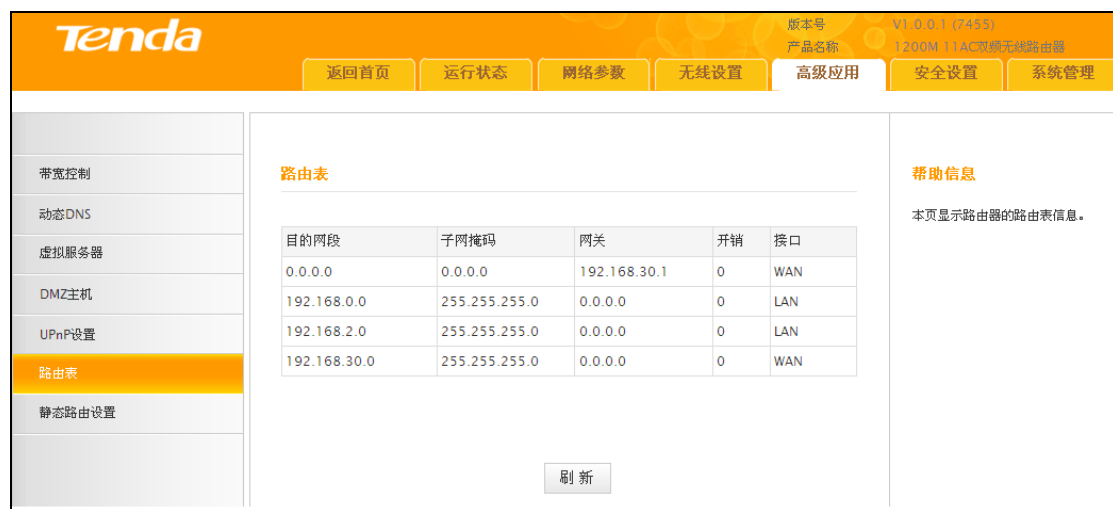 Tenda
版本号 V1.0.0.1 (7455)
产品名称 1200M 11AC双频无线路由器
返回首页 运行状态 网络参数 无线设置 高级应用 安全设置 系统管理
带宽控制
动态DNS
虚拟服务器
DMZ主机
UPnP设置
路由表
静态路由设置
路由表
目的网段 子网掩码 网关 开销 接口
0.0.0.0 0.0.0.0 192.168.30.1 0 WAN
192.168.0.0 255.255.255.0 0.0.0.0 0 LAN
192.168.2.0 255.255.255.0 0.0.0.0 0 LAN
192.168.30.0 255.255.255.0 0.0.0.0 0 WAN
刷 新
帮助信息
本页显示路由器的路由表信息。